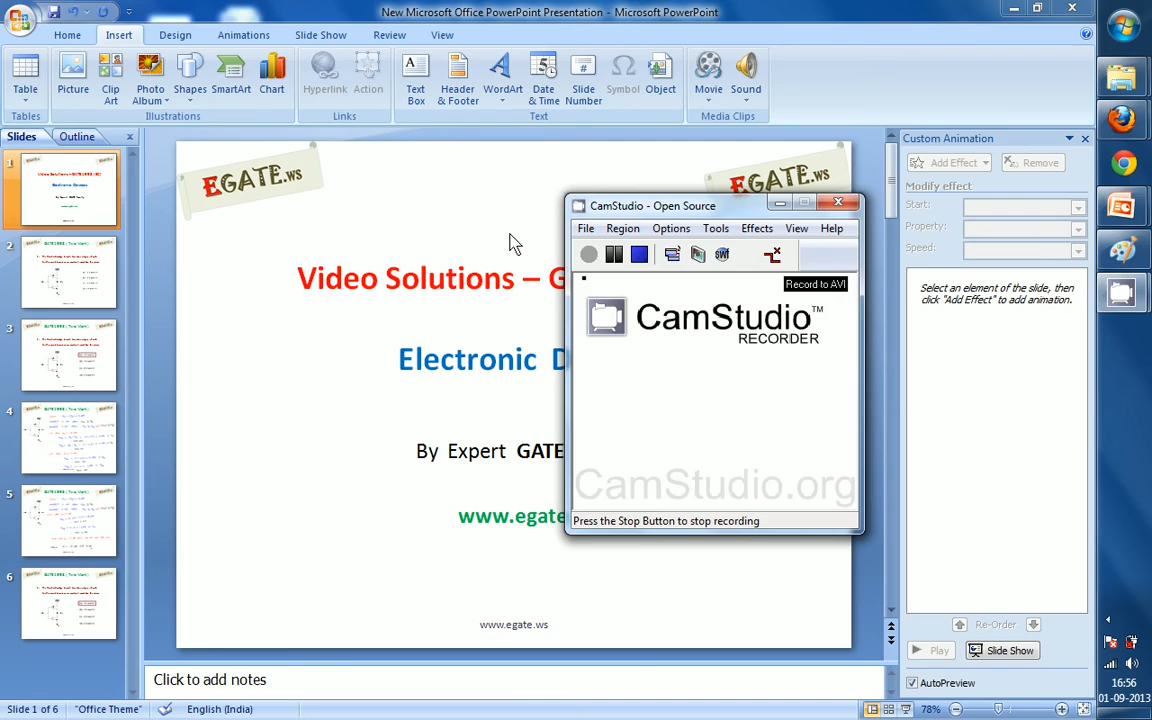 New Microsoft Office PowerPoint Presentation - Microsoft PowerPoint
Home Insert Design Animations Slide Show Review View
Table Picture Clip Art Photo Album Shapes SmartArt Chart Hyperlink Action Text Box Header & Footer WordArt Date & Time Slide Number Symbol Object Movie Sound
Tables Illustrations Links Text Media Clips
Slides Outline
Custom Animation
Add Effect Remove
Modify effect
Start:
Property:
Speed:
Select an element of the slide, then
click "Add Effect" to add animation.
1
2
3
4
5
6
EGATE.ws
EGATE.ws
Video Solutions – G
Electronic D
By Expert GATE
www.egate
www.egate.ws
CamStudio - Open Source
File Region Options Tools Effects View Help
SWF
Record to AVI
CamStudio™
RECORDER
CamStudio.org
Press the Stop Button to stop recording
Re-Order
Play Slide Show
AutoPreview
Click to add notes
Slide 1 of 6 "Office Theme" English (India) 78%
16:56
01-09-2013